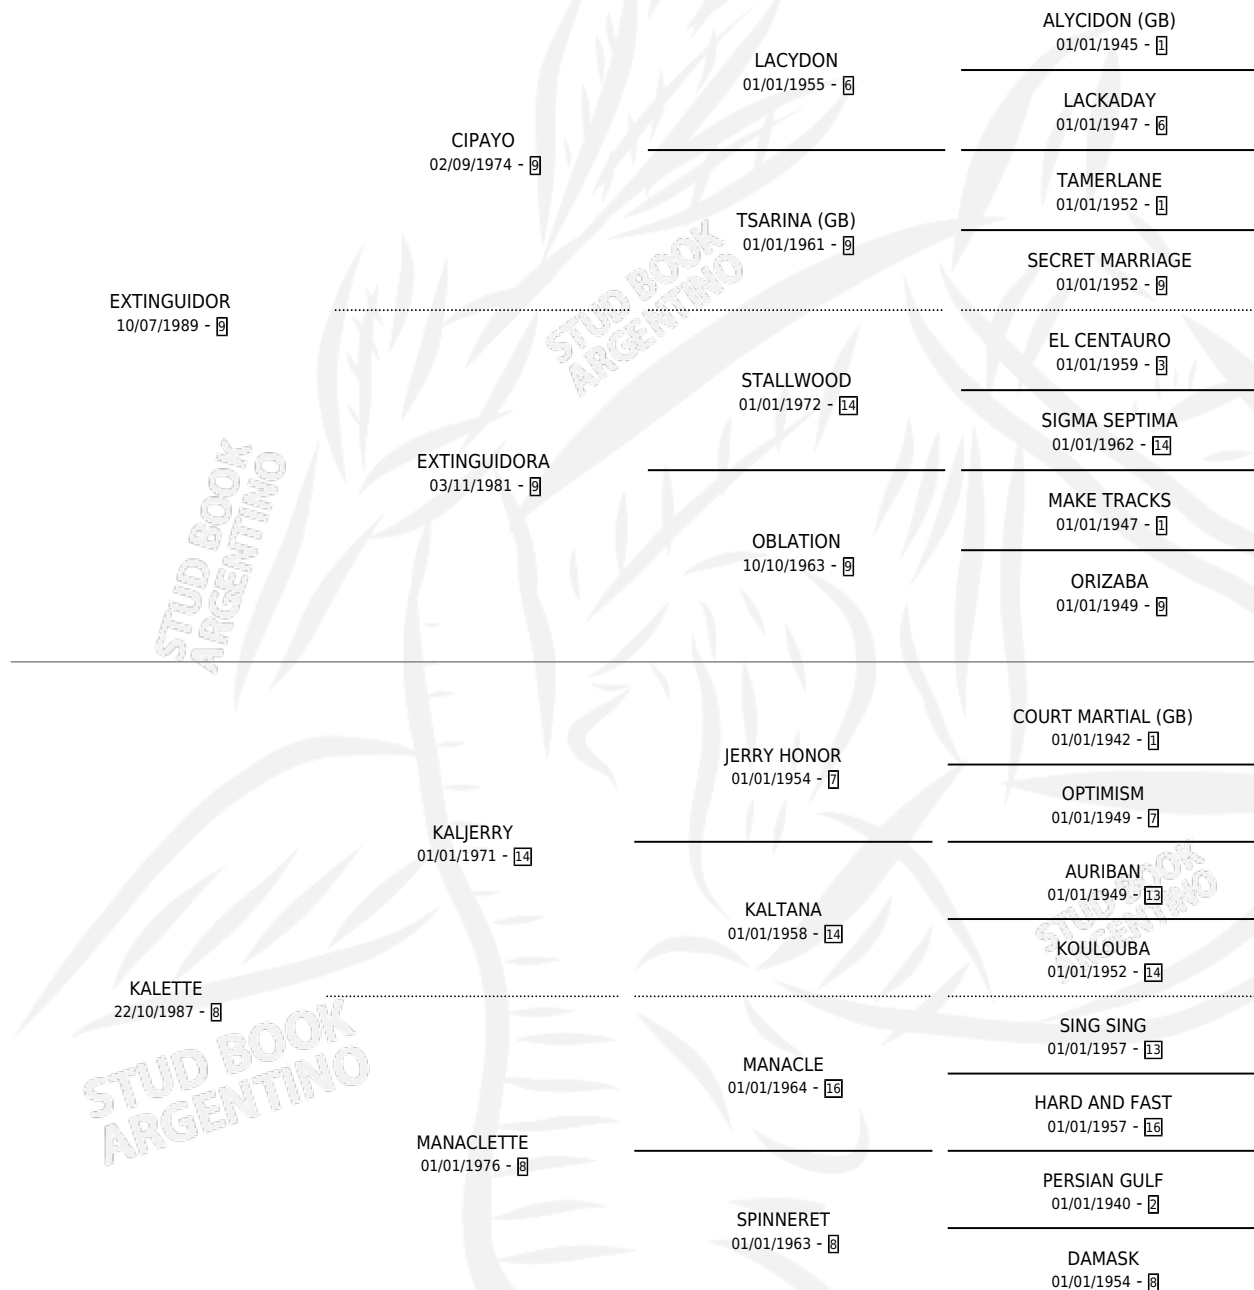 ALYCIDON (GB)
01/01/1945 - 1
LACYDON
01/01/1955 - 6
LACKADAY
01/01/1947 - 6
CIPAYO
02/09/1974 - 9
TAMERLANE
01/01/1952 - 1
TSARINA (GB)
01/01/1961 - 9
SECRET MARRIAGE
01/01/1952 - 9
EXTINGUIDOR
10/07/1989 - 9
STUD BOOK
ARGENTINO
EL CENTAURO
01/01/1959 - 3
STALLWOOD
01/01/1972 - 14
SIGMA SEPTIMA
01/01/1962 - 14
EXTINGUIDORA
03/11/1981 - 9
MAKE TRACKS
01/01/1947 - 1
OBLATION
10/10/1963 - 9
ORIZABA
01/01/1949 - 9
STUD BOOK
ARGENTINO
COURT MARTIAL (GB)
01/01/1942 - 1
JERRY HONOR
01/01/1954 - 7
OPTIMISM
01/01/1949 - 7
KALJERRY
01/01/1971 - 14
AURIBAN
01/01/1949 - 13
KALTANA
01/01/1958 - 14
KOULOUBA
01/01/1952 - 14
STUD BOOK
ARGENTINO
KALETTE
22/10/1987 - 8
SING SING
01/01/1957 - 13
MANACLE
01/01/1964 - 16
HARD AND FAST
01/01/1957 - 16
STUD BOOK
ARGENTINO
MANACLETTE
01/01/1976 - 8
PERSIAN GULF
01/01/1940 - 2
SPINNERET
01/01/1963 - 8
DAMASK
01/01/1954 - 8